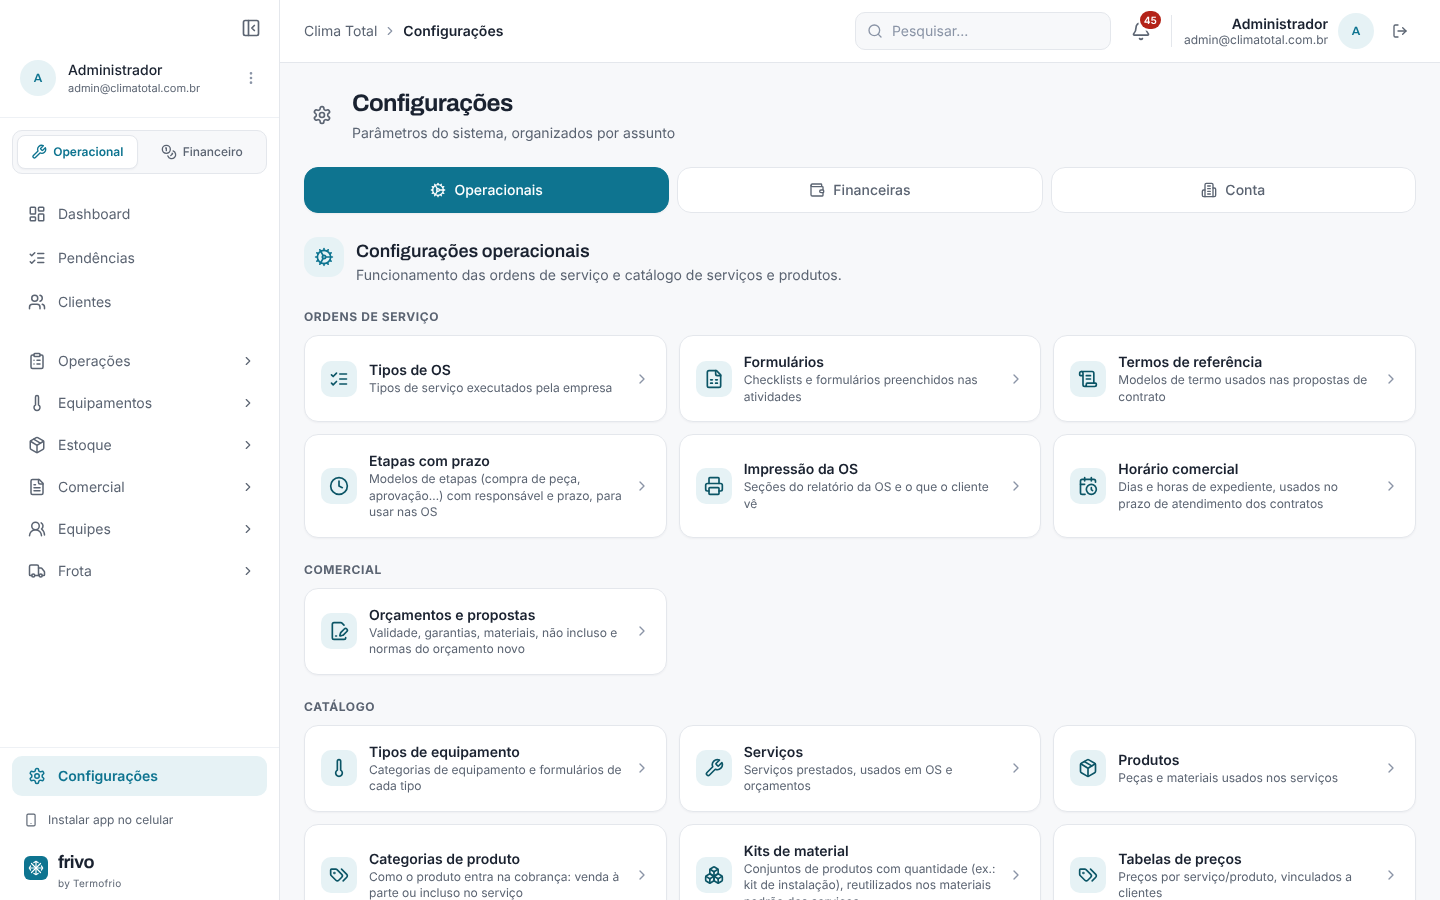 Clima Total
Configurações
Pesquisar...
45
Administrador
admin@climatotal.com.br
A
A
Administrador
admin@climatotal.com.br
Operacional
Financeiro
Dashboard
Pendências
Clientes
Operações
Equipamentos
Estoque
Comercial
Equipes
Frota
Configurações
Instalar app no celular
frivo
by Termofrio
Configurações
Parâmetros do sistema, organizados por assunto
Operacionais
Financeiras
Conta
Configurações operacionais
Funcionamento das ordens de serviço e catálogo de serviços e produtos.
ORDENS DE SERVIÇO
Tipos de OS
Tipos de serviço executados pela empresa
Formulários
Checklists e formulários preenchidos nas
atividades
Termos de referência
Modelos de termo usados nas propostas de
contrato
Etapas com prazo
Modelos de etapas (compra de peça,
aprovação...) com responsável e prazo, para
usar nas OS
Impressão da OS
Seções do relatório da OS e o que o cliente
vê
Horário comercial
Dias e horas de expediente, usados no
prazo de atendimento dos contratos
COMERCIAL
Orçamentos e propostas
Validade, garantias, materiais, não incluso e
normas do orçamento novo
CATÁLOGO
Tipos de equipamento
Categorias de equipamento e formulários de
cada tipo
Serviços
Serviços prestados, usados em OS e
orçamentos
Produtos
Peças e materiais usados nos serviços
Categorias de produto
Como o produto entra na cobrança: venda à
parte ou incluso no serviço
Kits de material
Conjuntos de produtos com quantidade (ex.:
kit de instalação), reutilizados nos materiais
padrão dos serviços
Tabelas de preços
Preços por serviço/produto, vinculados a
clientes